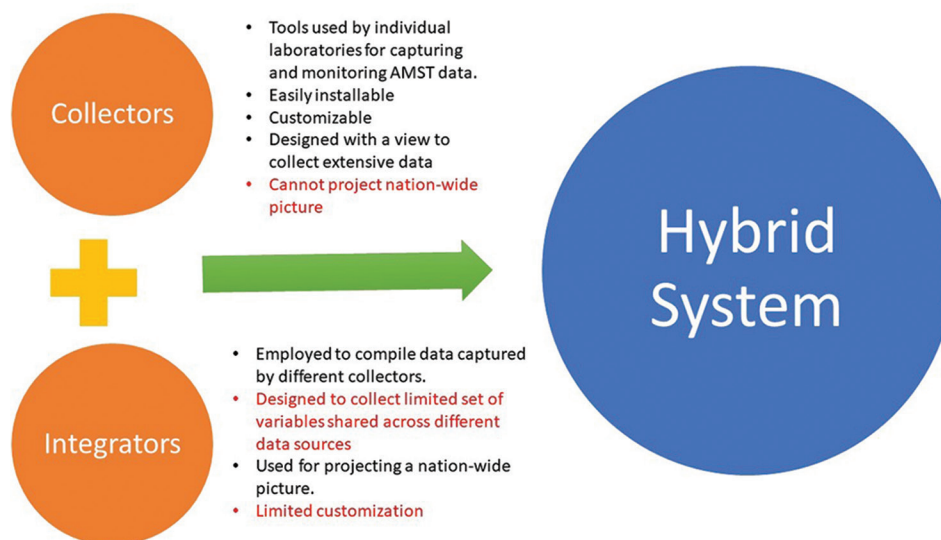 Collectors
• Tools used by individual
laboratories for capturing
and monitoring AMST data.
• Easily installable
• Customizable
• Designed with a view to
collect extensive data
• Cannot project nation-wide
picture
Integrators
• Employed to compile data captured
by different collectors.
• Designed to collect limited set of
variables shared across different
data sources
• Used for projecting a nation-wide
picture.
• Limited customization
Hybrid
System